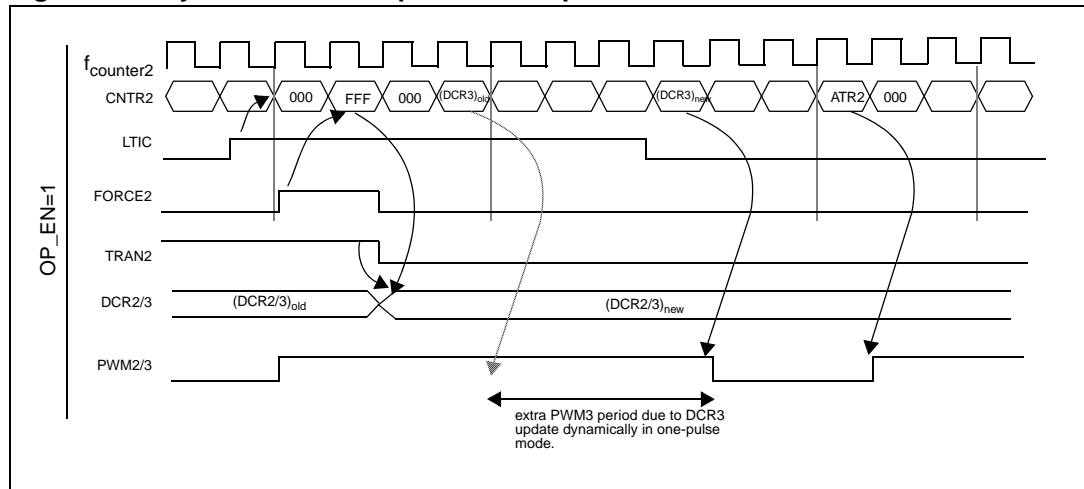 f_counter2
CNTR2 000 FFF 000 (DCR3)old (DCR3)new ATR2 000
LTIC
FORCE2
TRAN2
DCR2/3 (DCR2/3)old (DCR2/3)new
PWM2/3
extra PWM3 period due to DCR3
update dynamically in one-pulse
mode.
OP_EN=1